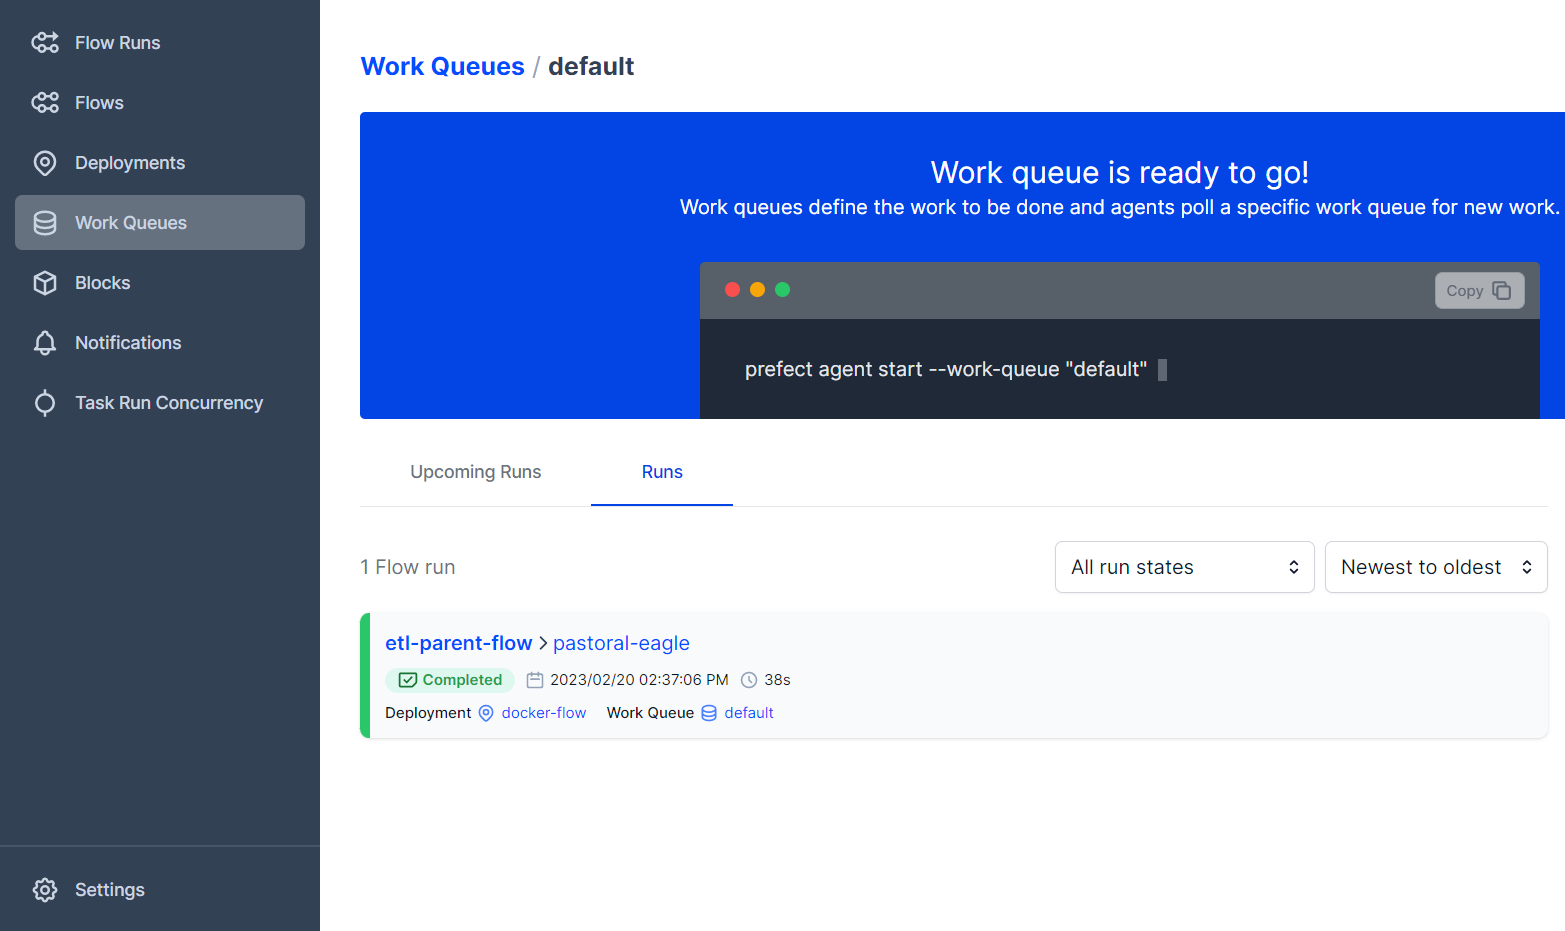 Flow Runs
Flows
Deployments
Work Queues
Blocks
Notifications
Task Run Concurrency
Settings
Work Queues / default
Work queue is ready to go!
Work queues define the work to be done and agents poll a specific work queue for new work.
Copy
prefect agent start --work-queue "default"
Upcoming Runs Runs
1 Flow run All run states Newest to oldest
etl-parent-flow > pastoral-eagle
Completed 2023/02/20 02:37:06 PM 38s
Deployment docker-flow Work Queue default